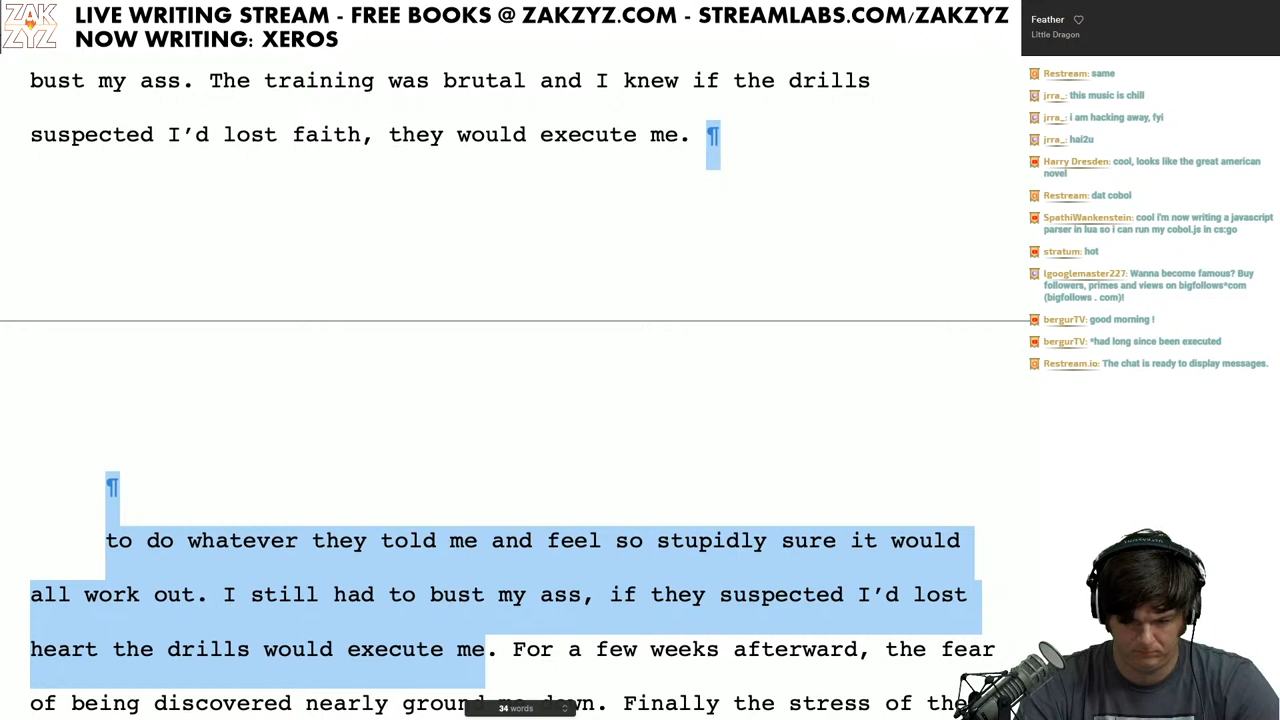 ZAK
ZYZ
LIVE WRITING STREAM - FREE BOOKS @ ZAKZYZ.COM - STREAMLABS.COM/ZAKZYZ
NOW WRITING: XEROS
bust my ass. The training was brutal and I knew if the drills
suspected I’d lost faith, they would execute me. ¶
¶
to do whatever they told me and feel so stupidly sure it would
all work out. I still had to bust my ass, if they suspected I’d lost
heart the drills would execute me. For a few weeks afterward, the fear
of being discovered nearly ground me down. Finally the stress of the
34 words
Feather
Little Dragon
Restream: same
jrra_: this music is chill
jrra_: i am hacking away, fyi
jrra_: hai2u
Harry Dresden: cool, looks like the great american
novel
Restream: dat cobol
SpathiWankenstein: cool i'm now writing a javascript
parser in lua so i can run my cobol.js in cs:go
stratum: hot
lgooglemaster227: Wanna become famous? Buy
followers, primes and views on bigfollows*com
(bigfollows . com)!
bergurTV: good morning !
bergurTV: *had long since been executed
Restream.io: The chat is ready to display messages.